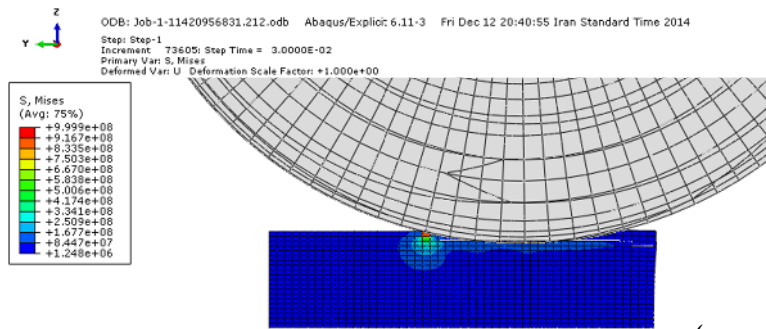 Z
ODB: Job-1-11420956831.212.odb Abaqus/Explicit 6.11-3 Fri Dec 12 20:40:55 Iran Standard Time 2014
Y
Step: Step-1
Increment 73605: Step Time = 3.0000E-02
Primary Var: S, Mises
Deformed Var: U Deformation Scale Factor: +1.000e+00
S, Mises
(Avg: 75%)
+9.999e+08
+9.167e+08
+8.335e+08
+7.503e+08
+6.670e+08
+5.838e+08
+5.006e+08
+4.174e+08
+3.341e+08
+2.509e+08
+1.677e+08
+8.447e+07
+1.248e+06